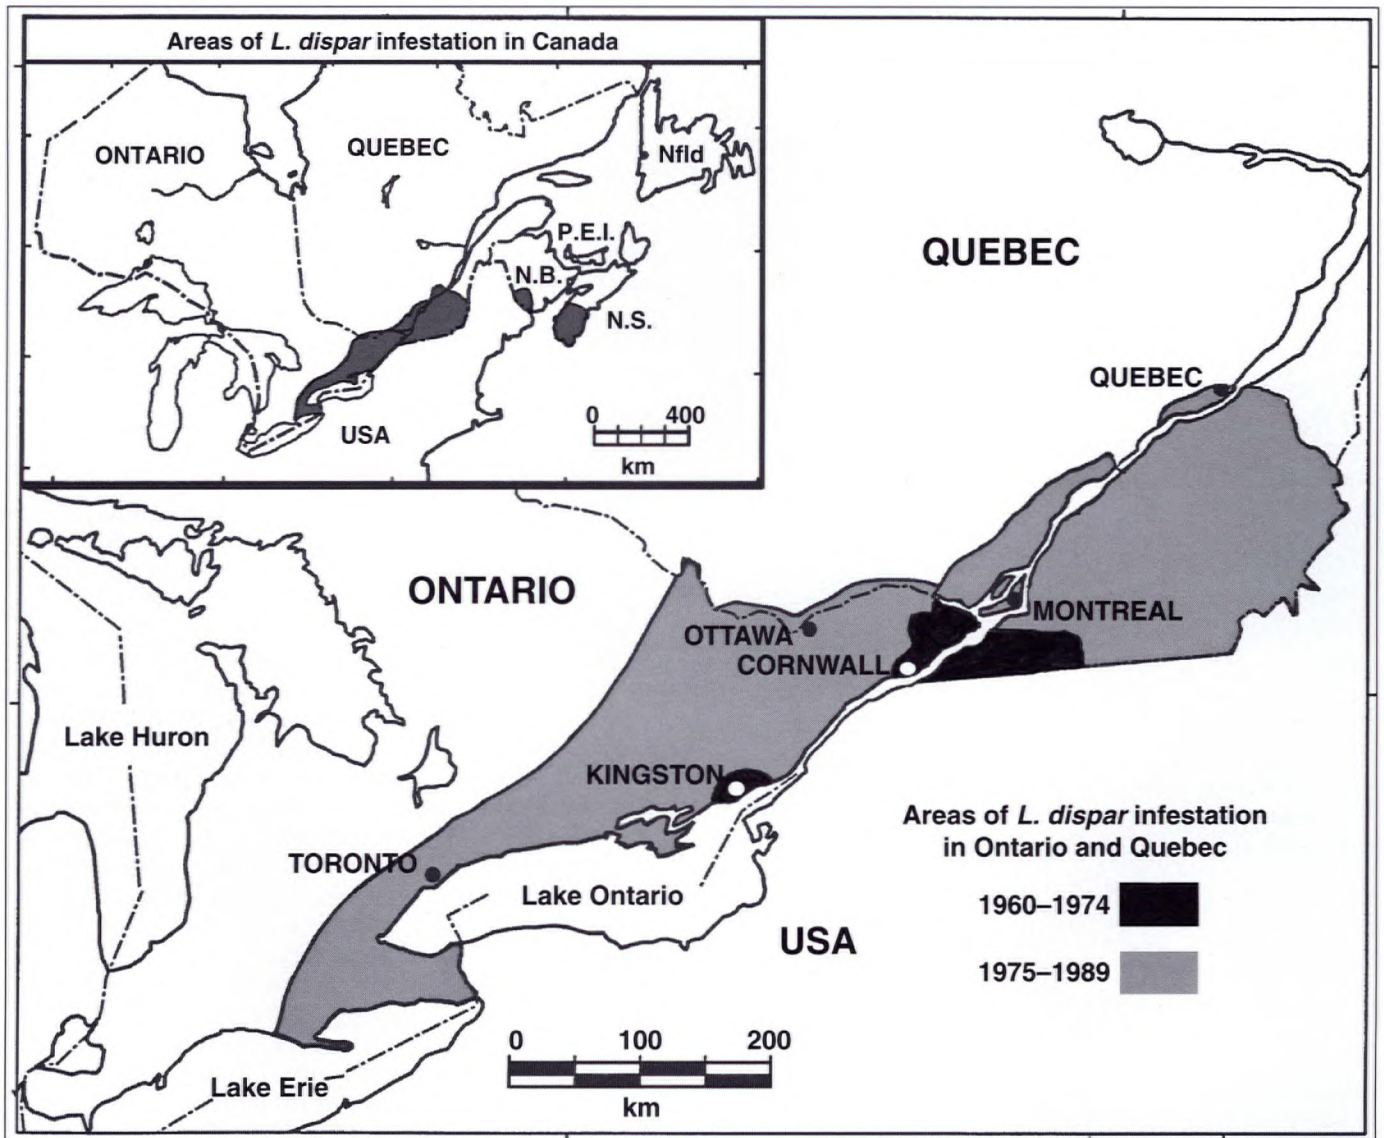 Areas of L. dispar infestation in Canada
ONTARIO
QUEBEC
Nfld
P.E.I.
N.B.
N.S.
USA
0 400
km
QUEBEC
QUEBEC
ONTARIO
OTTAWA
MONTREAL
CORNWALL
Lake Huron
KINGSTON
TORONTO
Lake Ontario
USA
Areas of L. dispar infestation
in Ontario and Quebec
1960–1974
1975–1989
0 100 200
km
Lake Erie